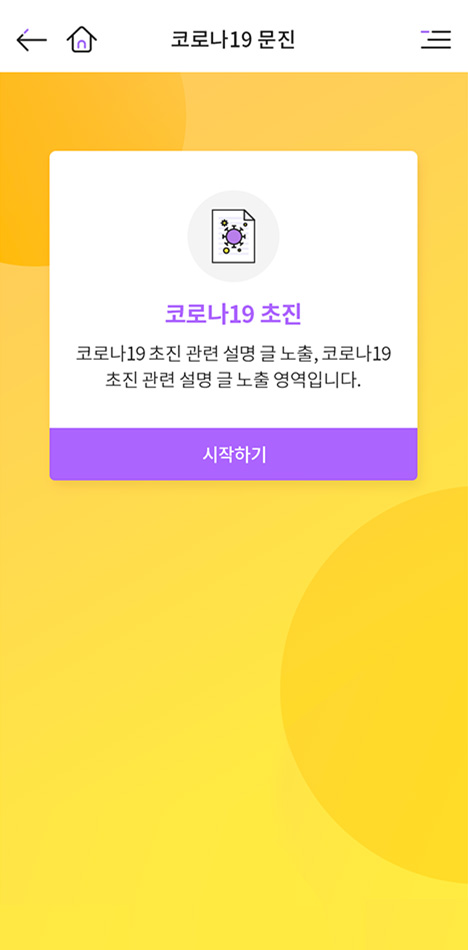 코로나19 문진
코로나19 초진
코로나19 초진 관련 설명 글 노출, 코로나19
초진 관련 설명 글 노출 영역입니다.
시작하기